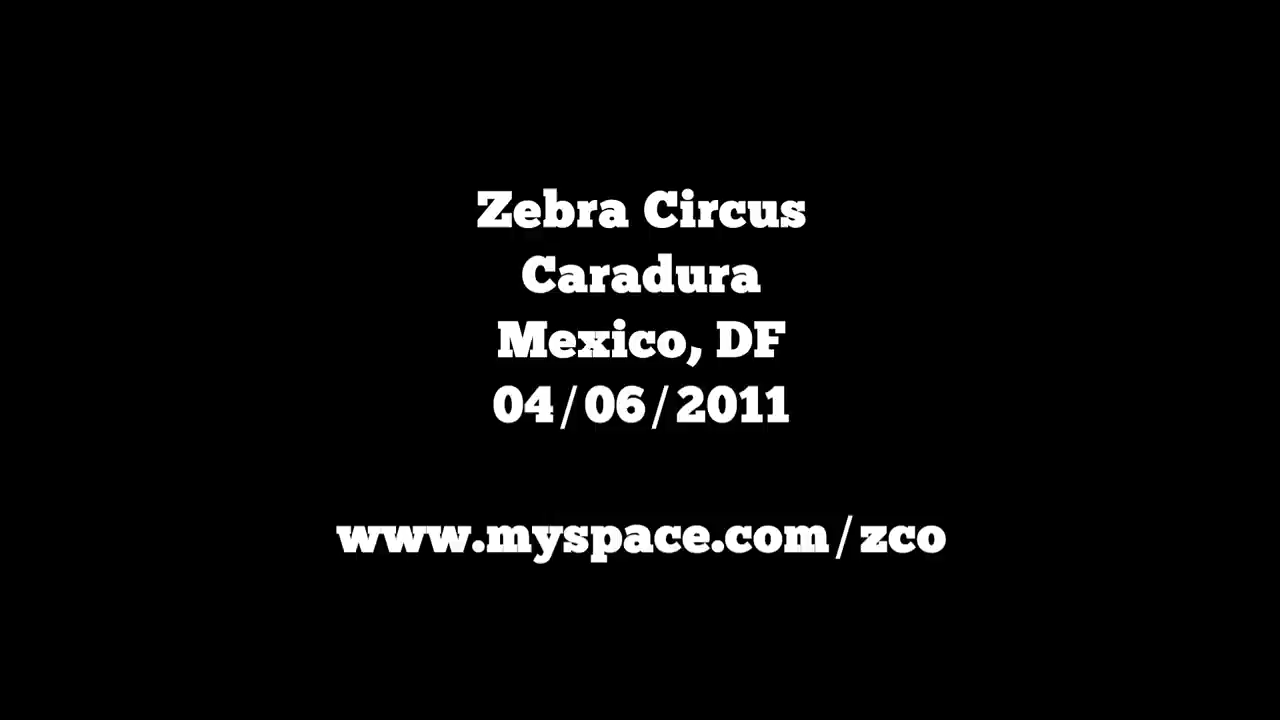 Zebra Circus
Caradura
Mexico, DF
04/06/2011
www.myspace.com/zco